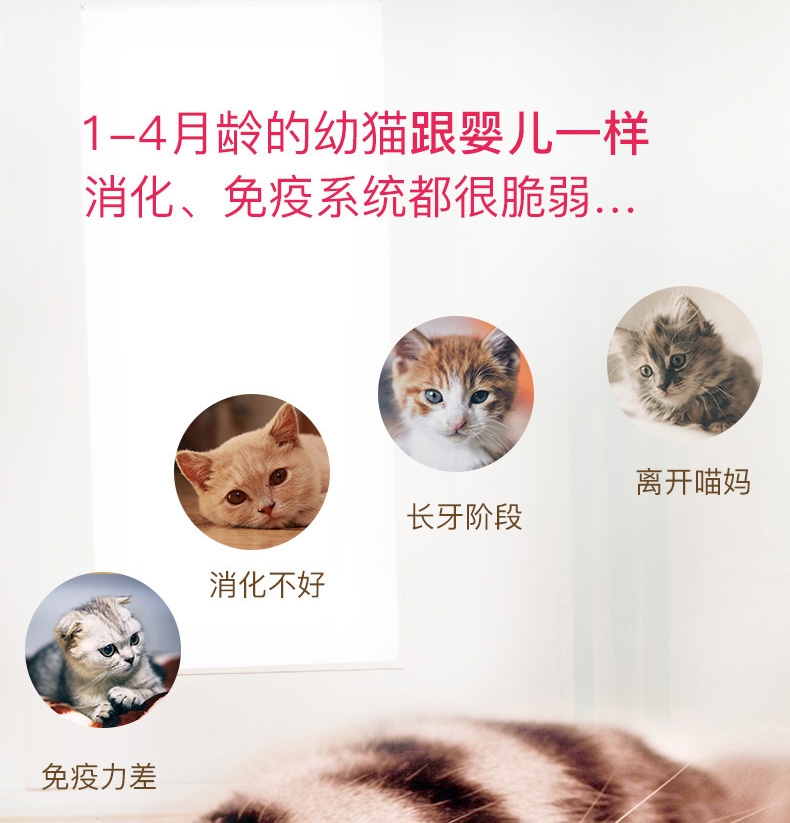 1-4月龄的幼猫跟婴儿一样
消化、免疫系统都很脆弱...
离开喵妈
长牙阶段
消化不好
免疫力差